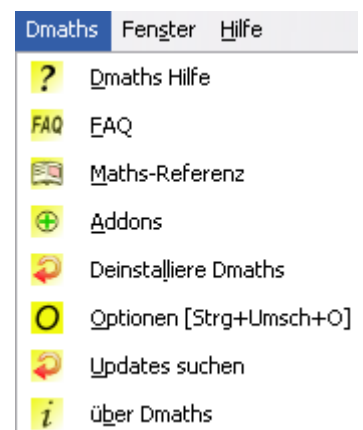 Dmaths Fenster Hilfe
? Dmaths Hilfe
FAQ FAQ
Maths-Referenz
Addons
Deinstalliere Dmaths
O Optionen [Strg+Umsch+O]
Updates suchen
i über Dmaths